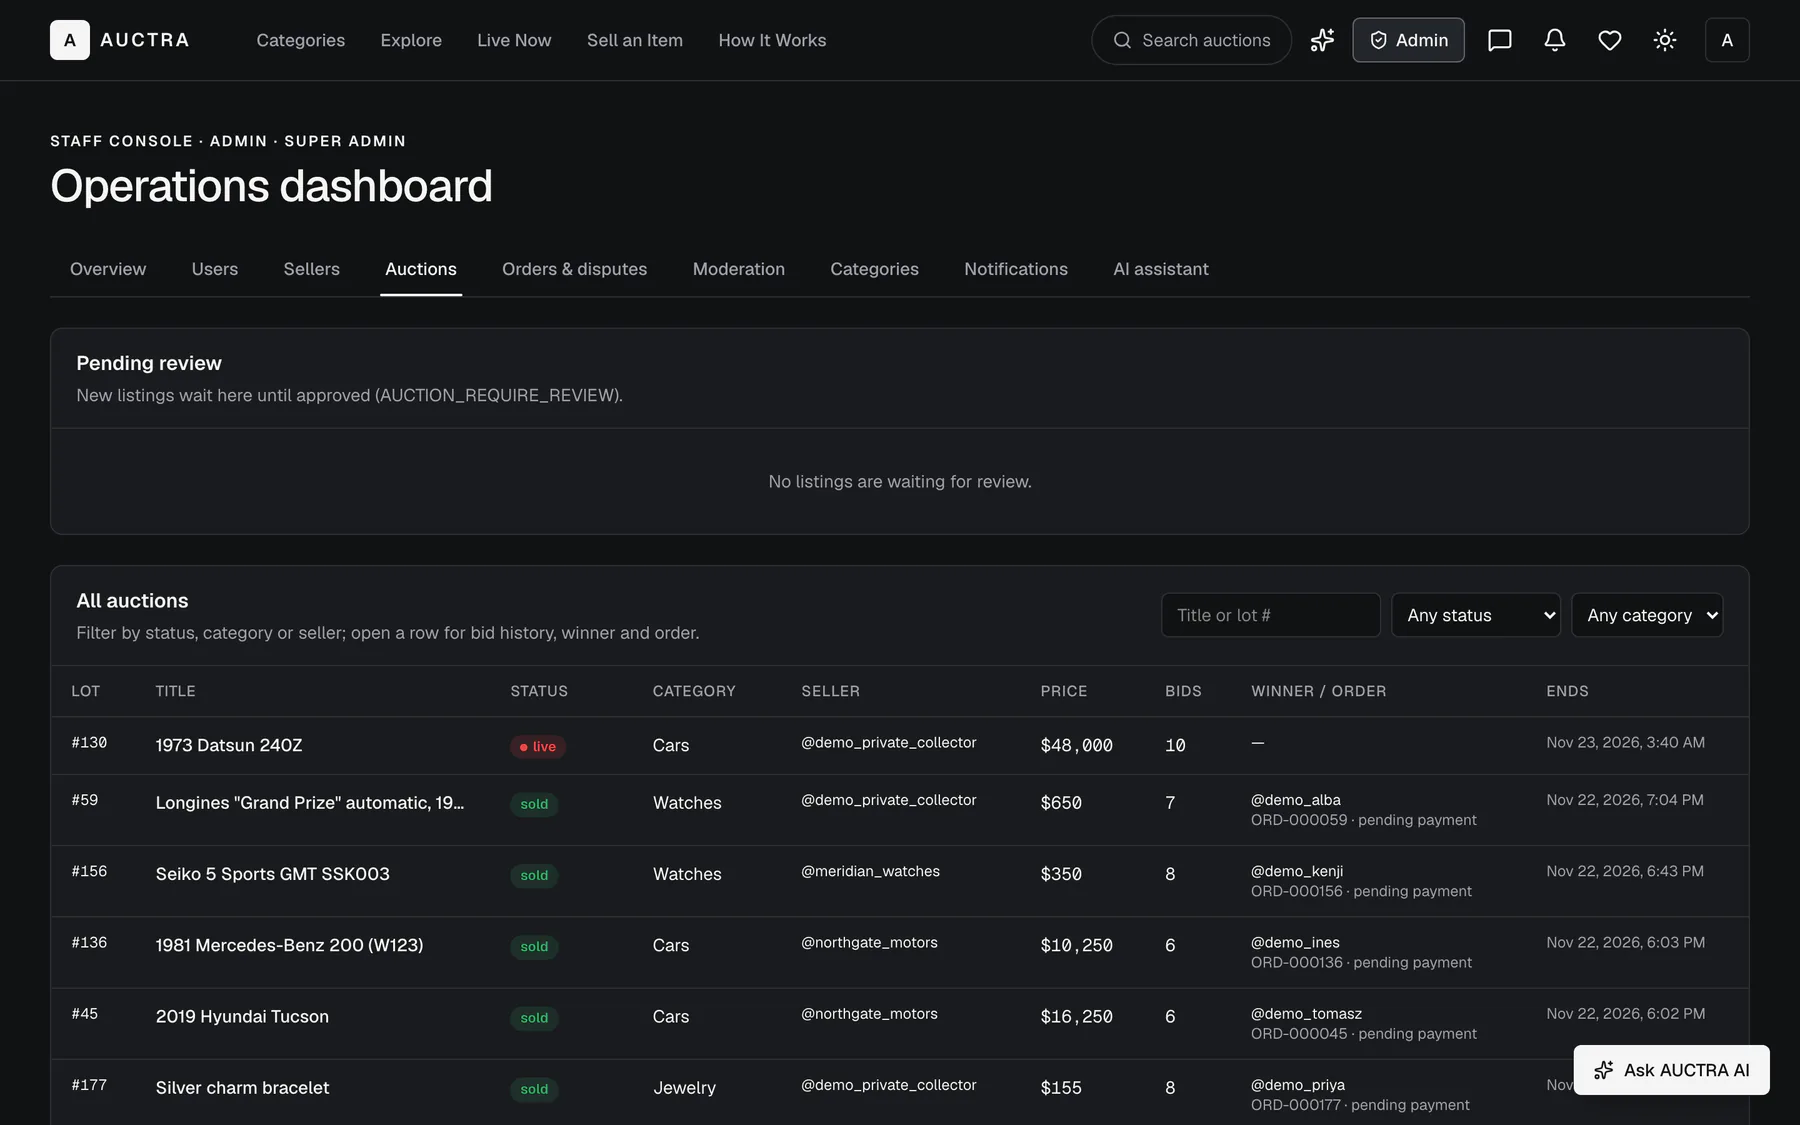 A AUCTRA Categories Explore Live Now Sell an Item How It Works Search auctions Admin A
STAFF CONSOLE · ADMIN · SUPER ADMIN
Operations dashboard
Overview Users Sellers Auctions Orders & disputes Moderation Categories Notifications AI assistant
Pending review
New listings wait here until approved (AUCTION_REQUIRE_REVIEW).
No listings are waiting for review.
All auctions
Filter by status, category or seller; open a row for bid history, winner and order.
Title or lot # Any status Any category
LOT TITLE STATUS CATEGORY SELLER PRICE BIDS WINNER / ORDER ENDS
#130 1973 Datsun 240Z live Cars @demo_private_collector $48,000 10 — Nov 23, 2026, 3:40 AM
#59 Longines "Grand Prize" automatic, 19... sold Watches @demo_private_collector $650 7 @demo_alba Nov 22, 2026, 7:04 PM
ORD-000059 · pending payment
#156 Seiko 5 Sports GMT SSK003 sold Watches @meridian_watches $350 8 @demo_kenji Nov 22, 2026, 6:43 PM
ORD-000156 · pending payment
#136 1981 Mercedes-Benz 200 (W123) sold Cars @northgate_motors $10,250 6 @demo_ines Nov 22, 2026, 6:03 PM
ORD-000136 · pending payment
#45 2019 Hyundai Tucson sold Cars @northgate_motors $16,250 6 @demo_tomasz Nov 22, 2026, 6:02 PM
ORD-000045 · pending payment
#177 Silver charm bracelet sold Jewelry @demo_private_collector $155 8 @demo_priya Nov
ORD-000177 · pending payment
Ask AUCTRA AI